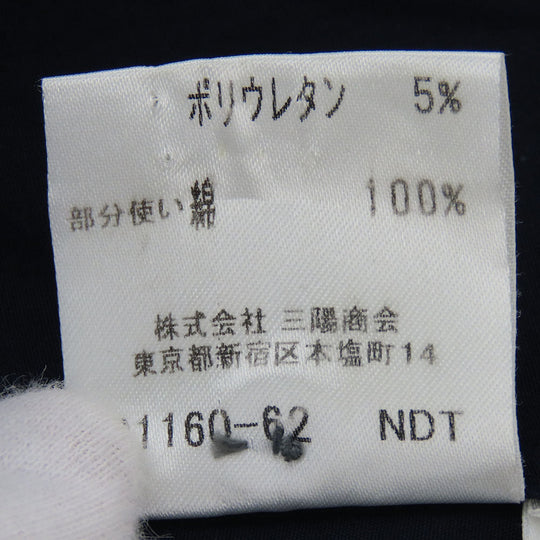 ポリウレタン 5%
部分使い 綿 100%
株式会社 三陽商会
東京都新宿区本塩町14
1160-62 NDT